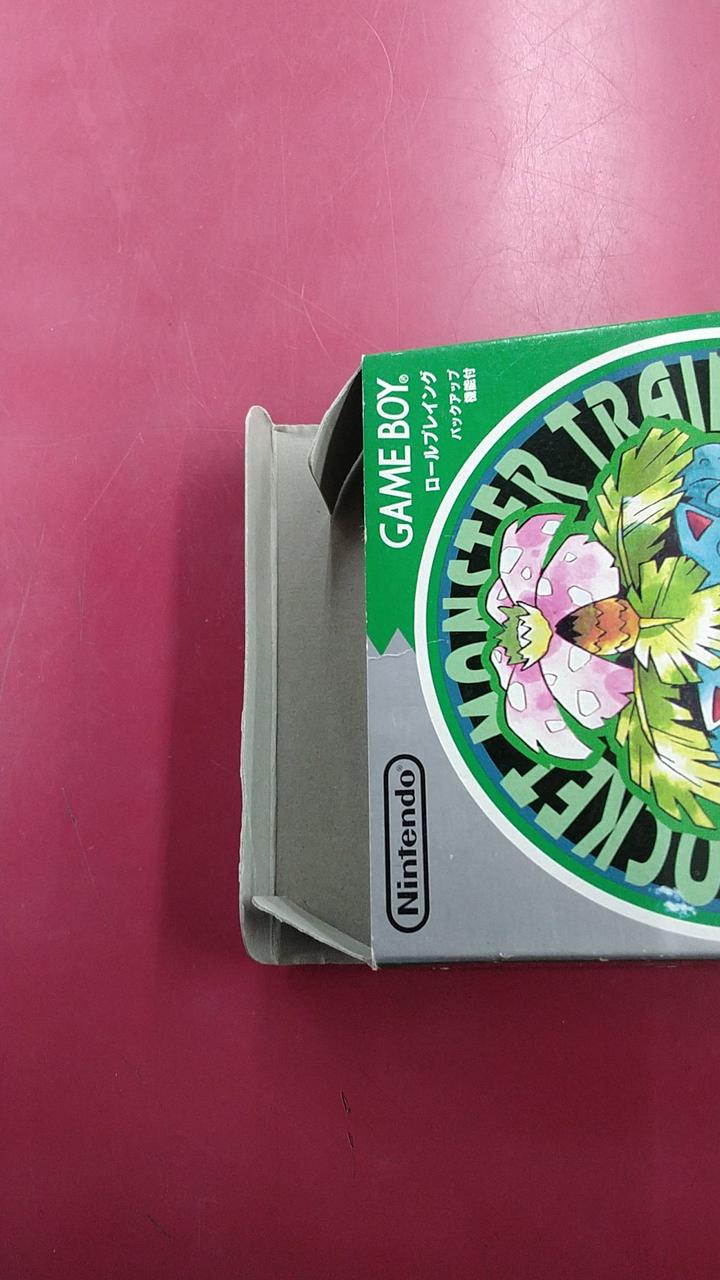 GAME BOY®
ロールプレイング
バックアップ
機能付
POCKET MONSTER TRAIN
Nintendo®